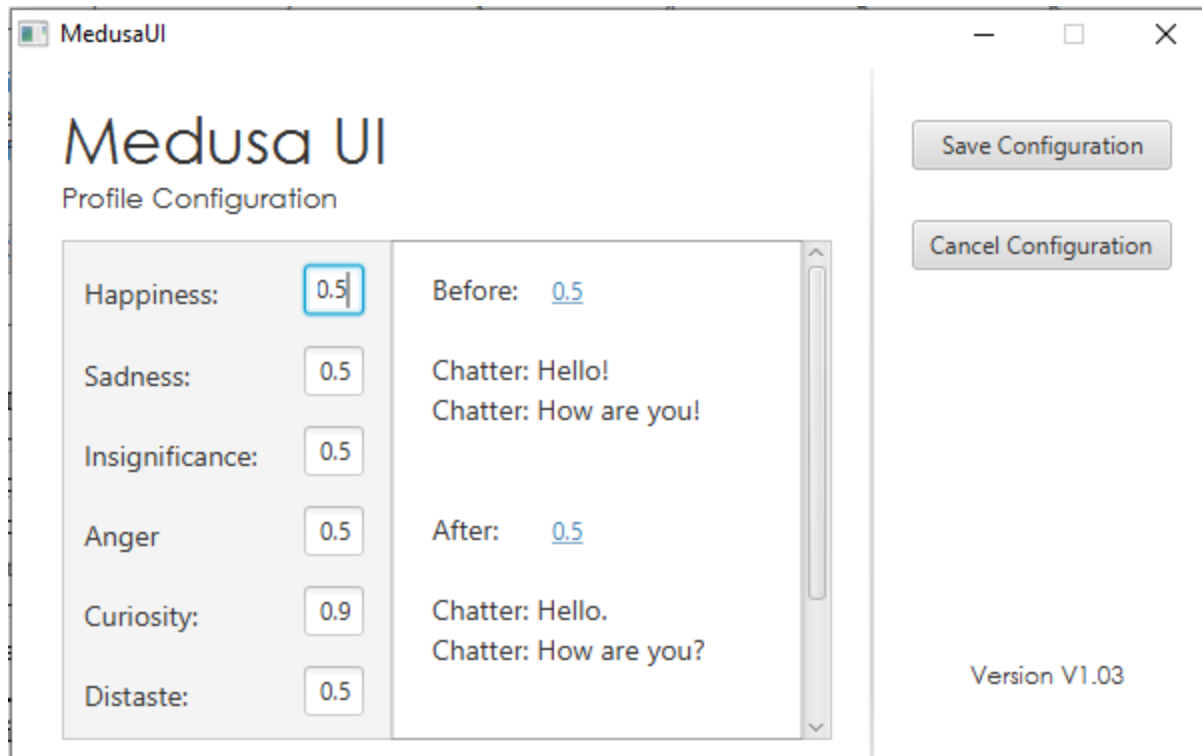 MedusaUI
Medusa UI
Profile Configuration
Happiness: 0.5
Sadness: 0.5
Insignificance: 0.5
Anger 0.5
Curiosity: 0.9
Distaste: 0.5
Before: 0.5
Chatter: Hello!
Chatter: How are you!
After: 0.5
Chatter: Hello.
Chatter: How are you?
Save Configuration
Cancel Configuration
Version V1.03